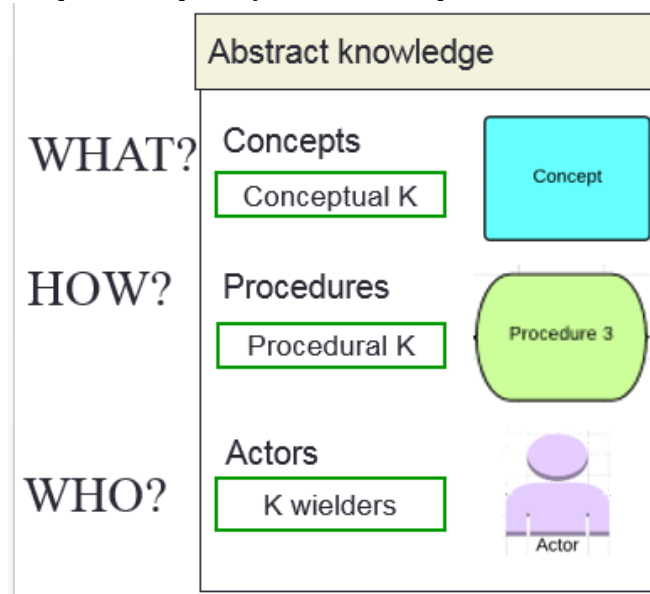 Abstract knowledge
WHAT?
Concepts
Conceptual K
Concept
HOW?
Procedures
Procedural K
Procedure 3
WHO?
Actors
K wielders
Actor